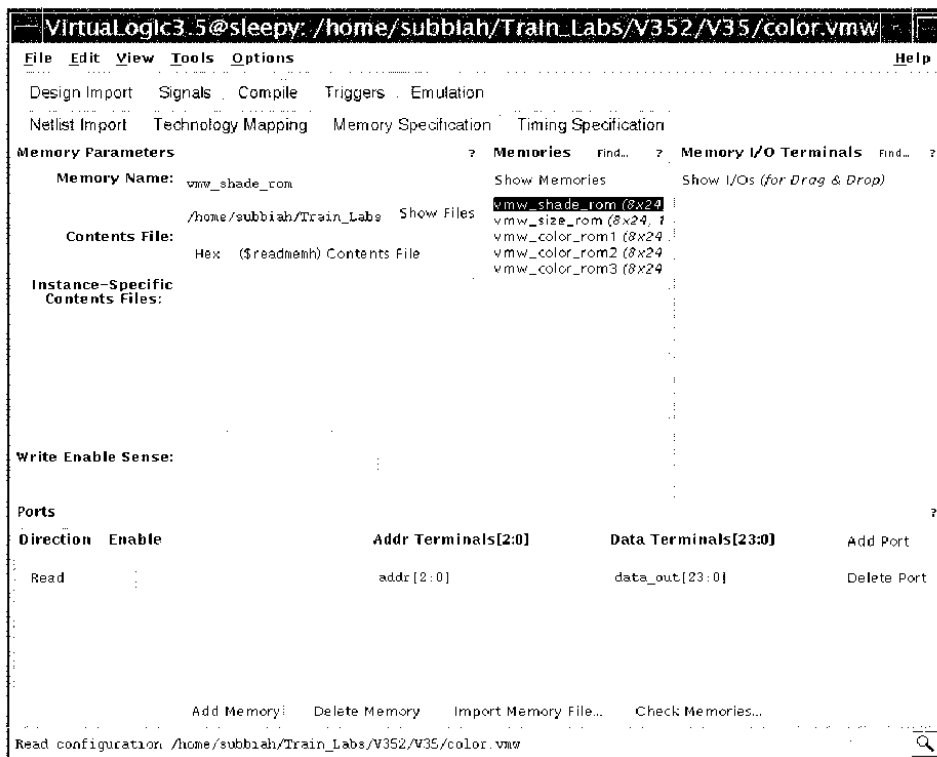 VirtuaLogic3.5@sleepy: /home/subbiah/Train_Labs/V352/V35/color.vmw
File Edit View Tools Options Help
Design Import Signals Compile Triggers Emulation
Netlist Import Technology Mapping Memory Specification Timing Specification
Memory Parameters ? Memories Find... ? Memory I/O Terminals Find... ?
Memory Name: vmw_shade_rom Show Memories Show I/Os (for Drag & Drop)
vmw_shade_rom (8x24
/home/subbiah/Train_Labs Show Files vmw_size_rom (8x24, 1
Contents File: vmw_color_rom1 (8x24
Hex ($readmemh) Contents File vmw_color_rom2 (8x24
vmw_color_rom3 (8x24
Instance-Specific
Contents Files:
Write Enable Sense:
Ports ?
Direction Enable Addr Terminals[2:0] Data Terminals[23:0] Add Port
Read addr[2:0] data_out[23:0] Delete Port
Add Memory Delete Memory Import Memory File... Check Memories...
Read configuration /home/subbiah/Train_Labs/V352/V35/color.vmw